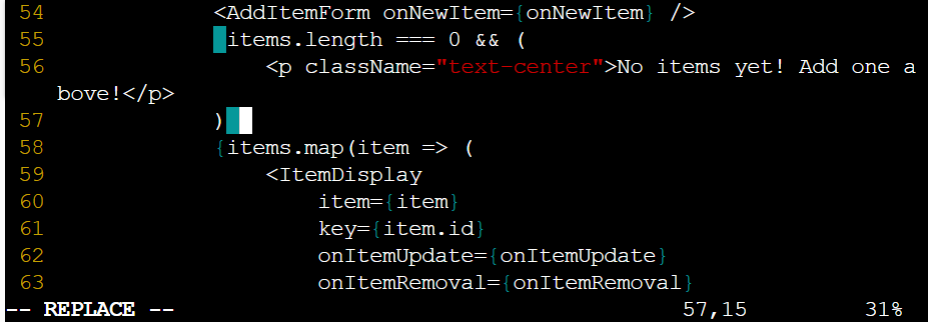 54 <AddItemForm onNewItem={onNewItem} />
55 {items.length === 0 && (
56 <p className="text-center">No items yet! Add one a
bove!</p>
57 )}
58 {items.map(item => (
59 <ItemDisplay
60 item={item}
61 key={item.id}
62 onItemUpdate={onItemUpdate}
63 onItemRemoval={onItemRemoval}
-- REPLACE -- 57,15 31%